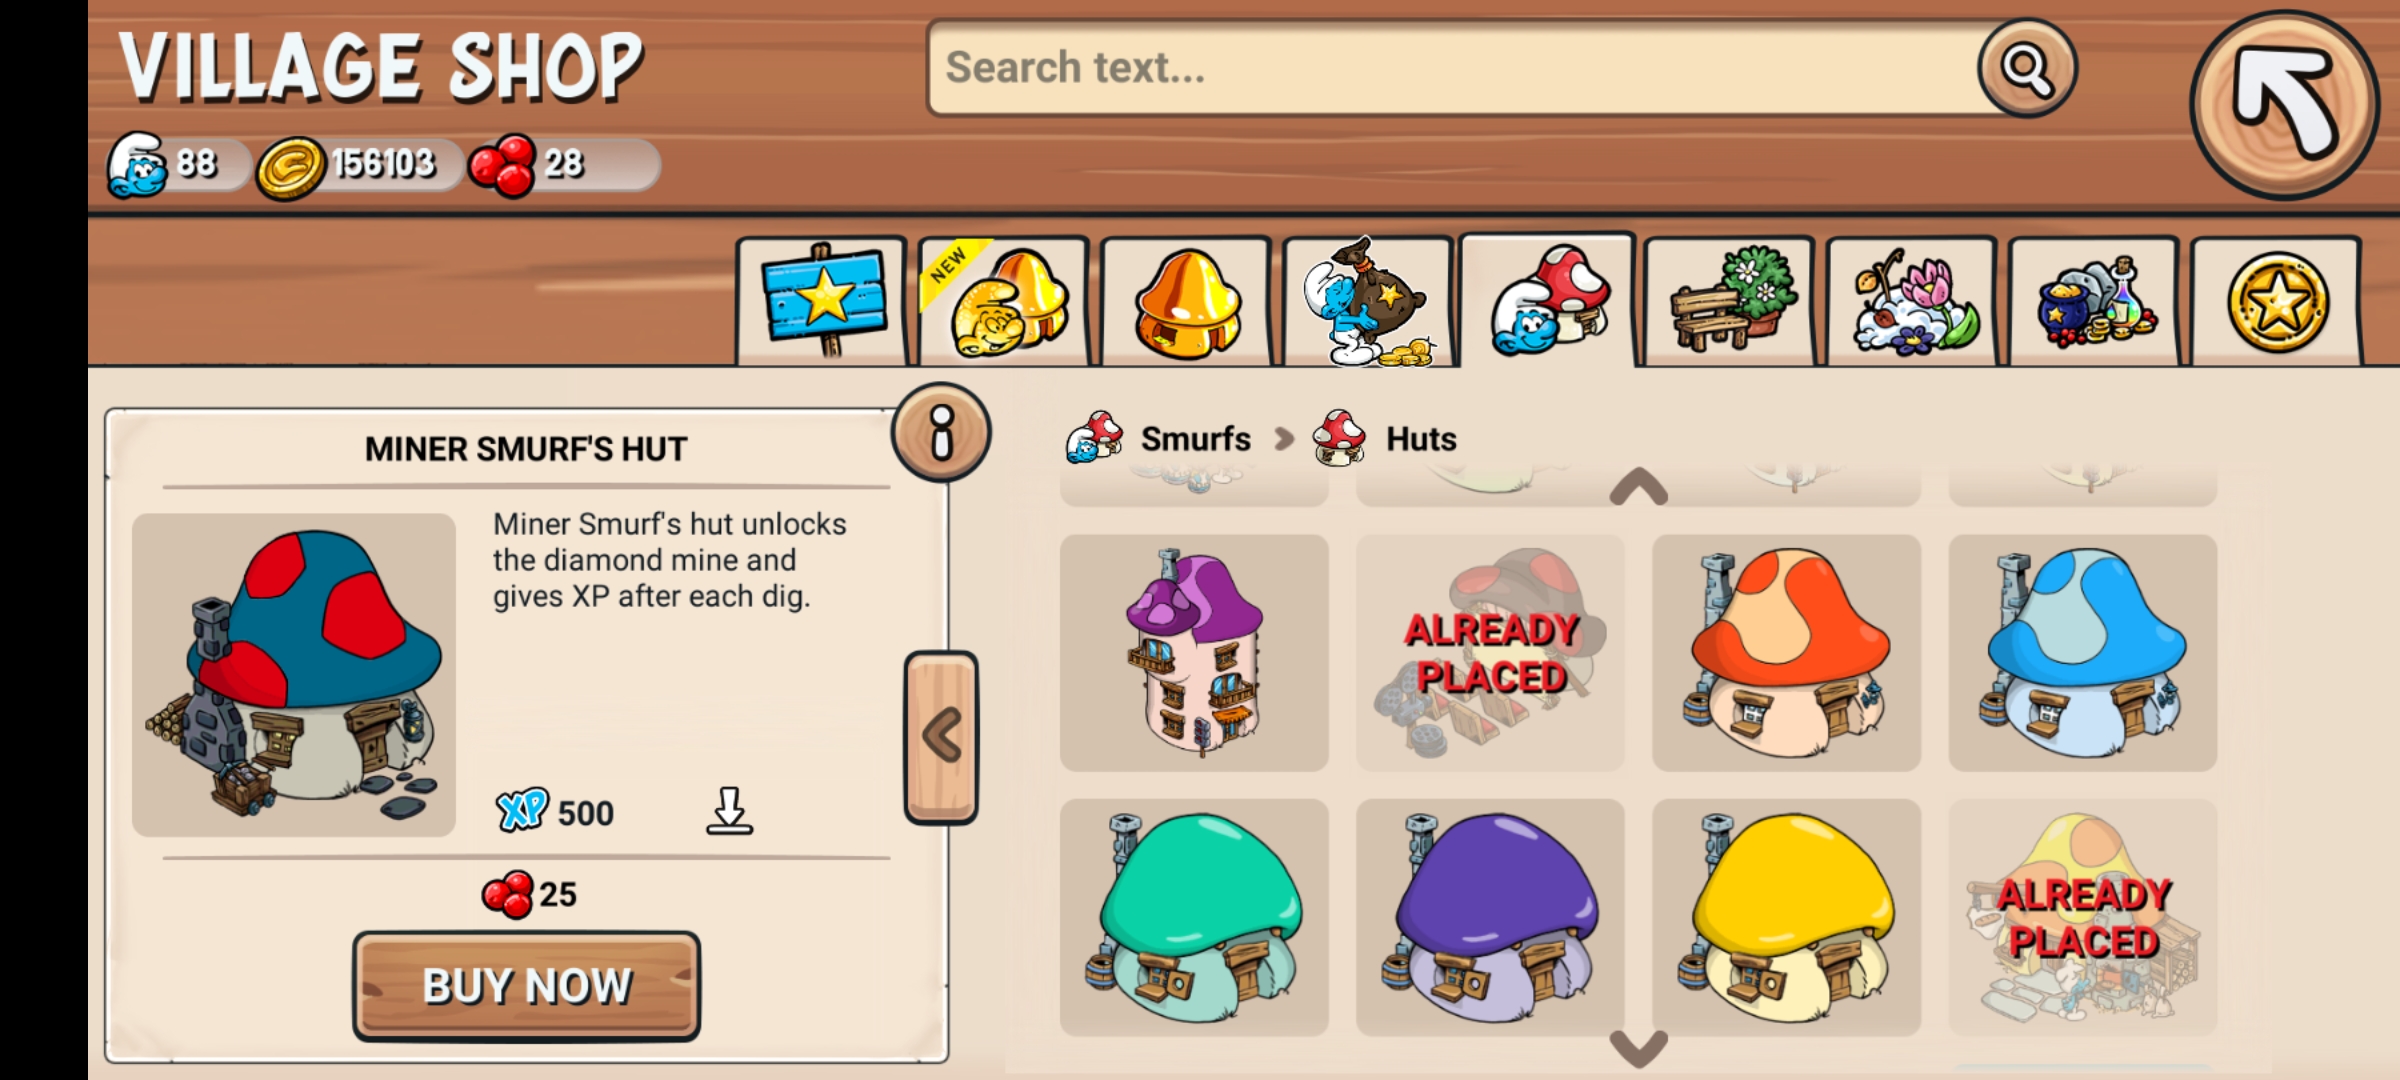 VILLAGE SHOP
Search text...
88
156103
28
NEW
MINER SMURF'S HUT
Miner Smurf's hut unlocks
the diamond mine and
gives XP after each dig.
XP 500
25
BUY NOW
Smurfs > Huts
ALREADY
PLACED
ALREADY
PLACED